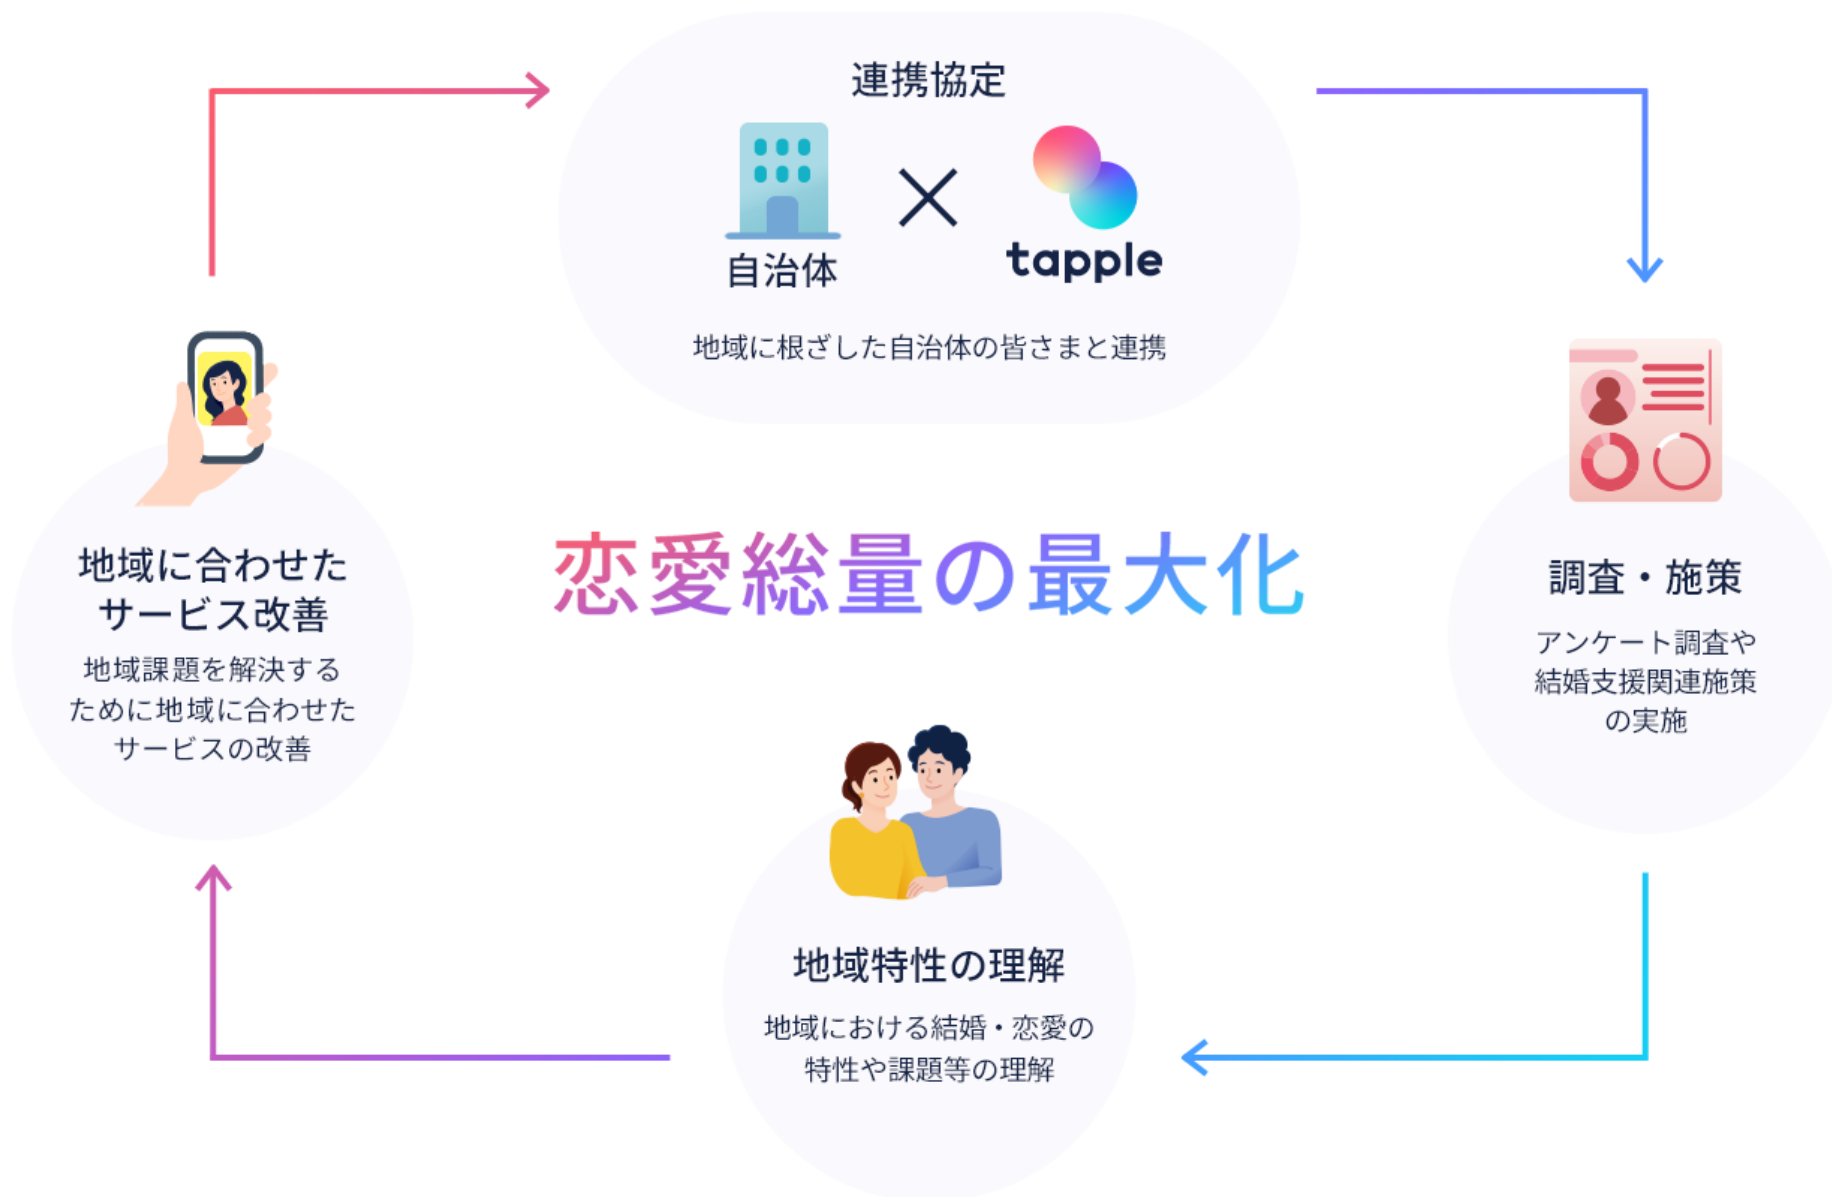 連携協定
自治体
tapple
地域に根ざした自治体の皆さまと連携
恋愛総量の最大化
調査・施策
アンケート調査や
結婚支援関連施策
の実施
地域特性の理解
地域における結婚・恋愛の
特性や課題等の理解
地域に合わせた
サービス改善
地域課題を解決する
ために地域に合わせた
サービスの改善